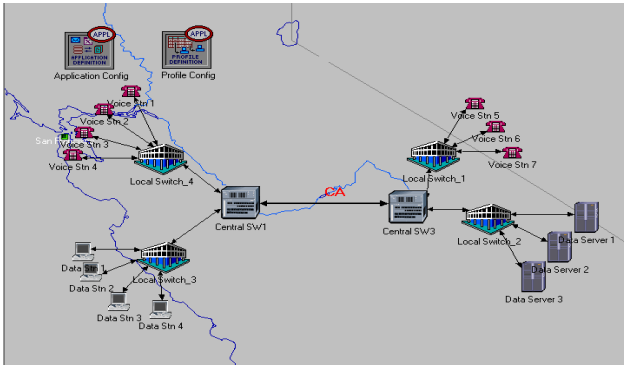 APPL
APPLICATION
DEFINITION
Application Config
APPL
PROFILE
DEFINITION
Profile Config
Voice Stn 1
Voice Stn 2
Voice Stn 3
Voice Stn 4
San
Local Switch_4
Voice Stn 5
Voice Stn 6
Voice Stn 7
Local Switch_1
CA
Central SW1
Central SW3
Local Switch_2
Data Server 1
Data Server 2
Data Server 3
Data Stn 1
Data Stn 2
Data Stn 3
Data Stn 4
Local Switch_3